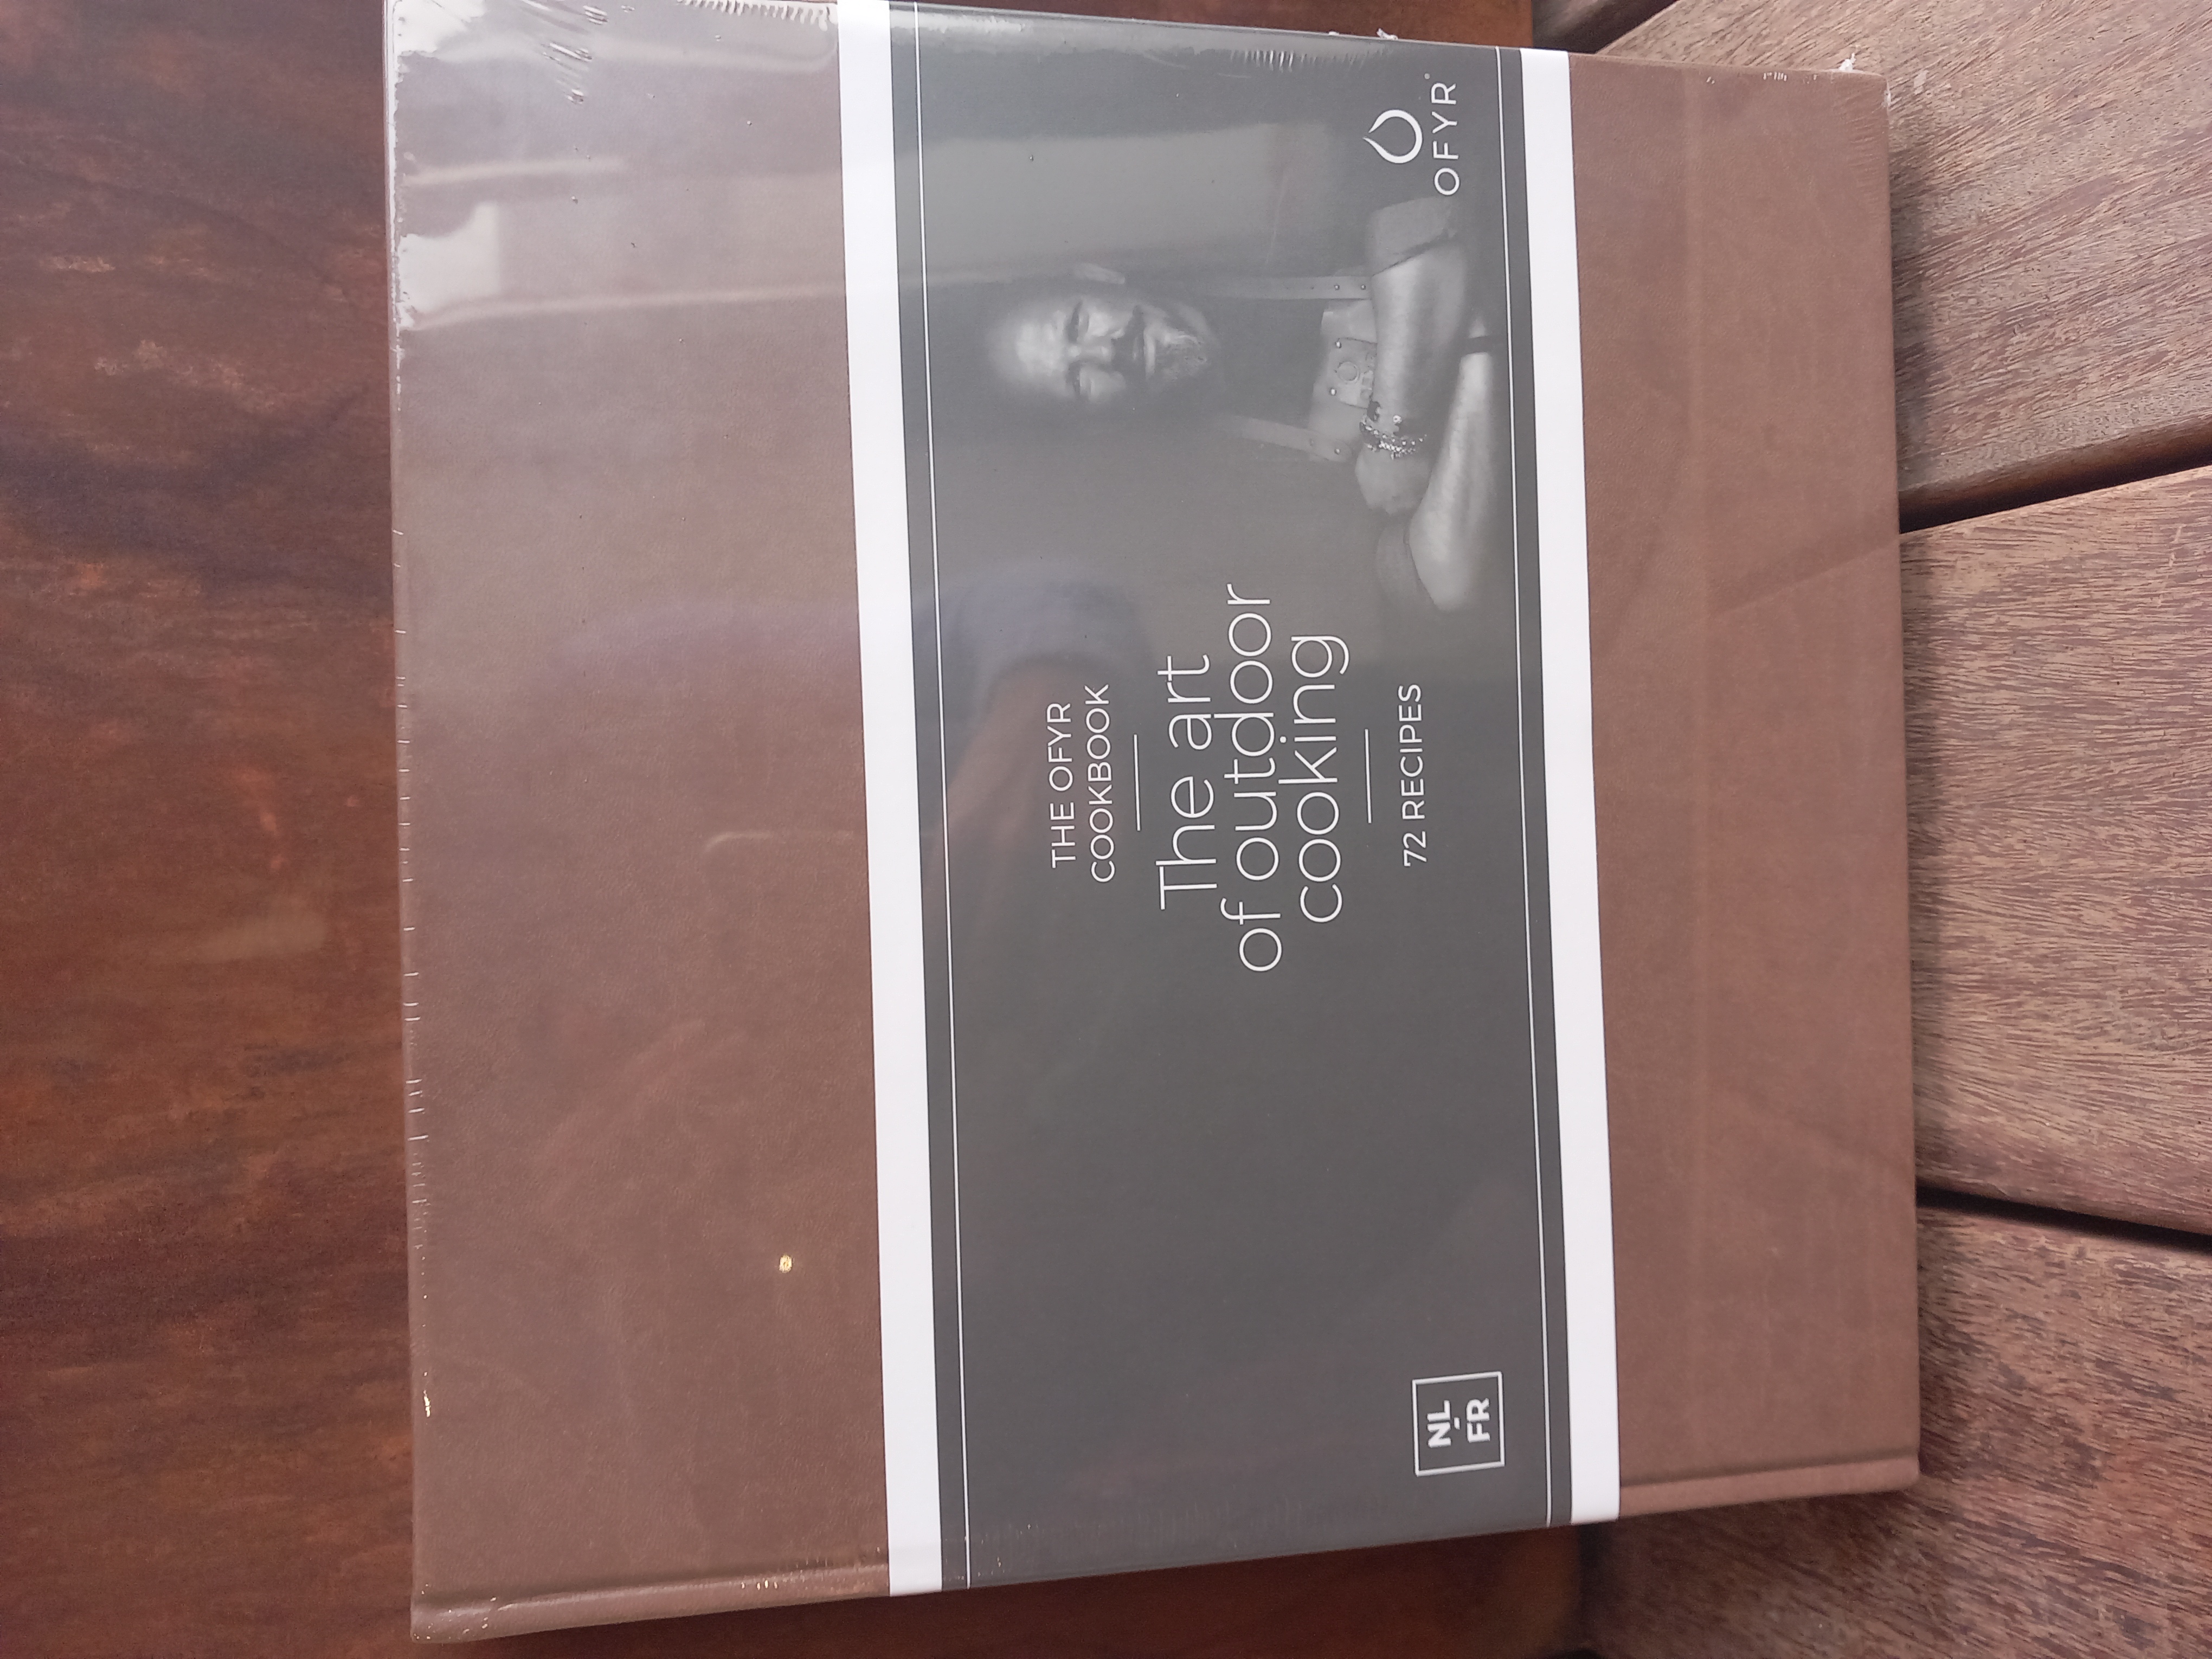 THE OFYR
COOKBOOK
The art
of outdoor
cooking
72 RECIPES
OFYR®
NL
-
FR